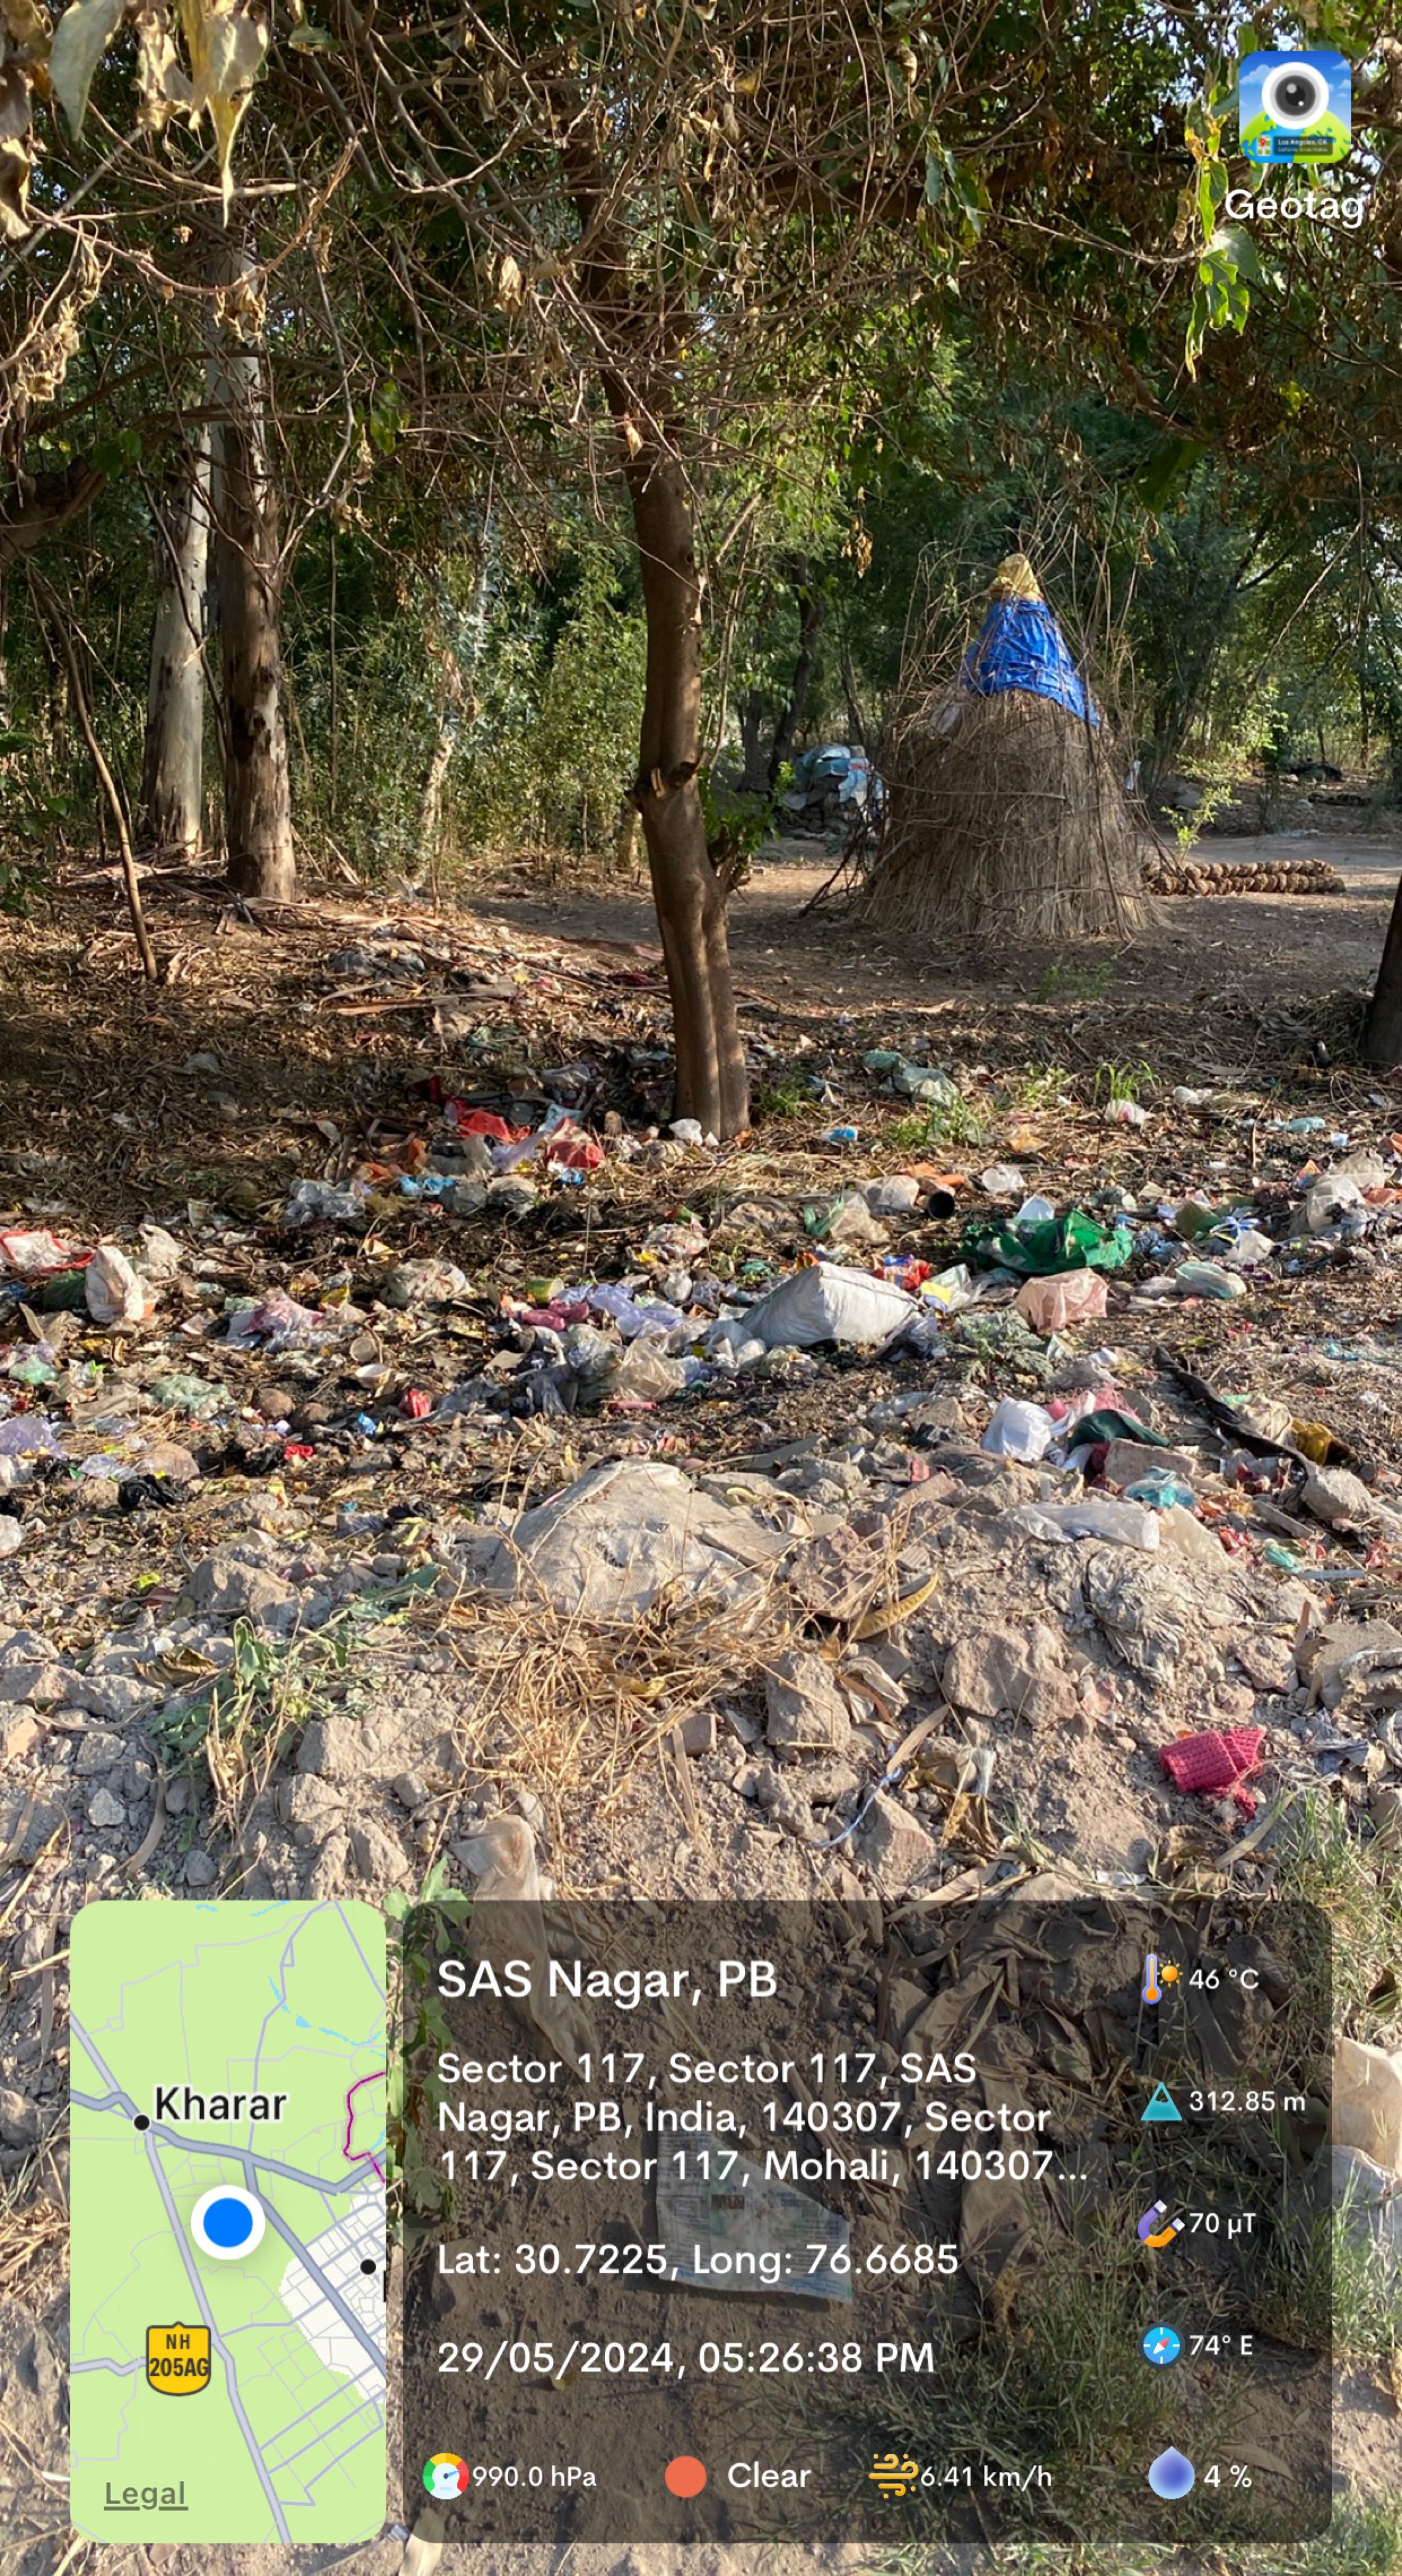 Geotag
Kharar
NH
205AG
Legal
SAS Nagar, PB
Sector 117, Sector 117, SAS
Nagar, PB, India, 140307, Sector
117, Sector 117, Mohali, 140307...
Lat: 30.7225, Long: 76.6685
29/05/2024, 05:26:38 PM
46 °C
312.85 m
70 µT
74° E
990.0 hPa
Clear
6.41 km/h
4 %